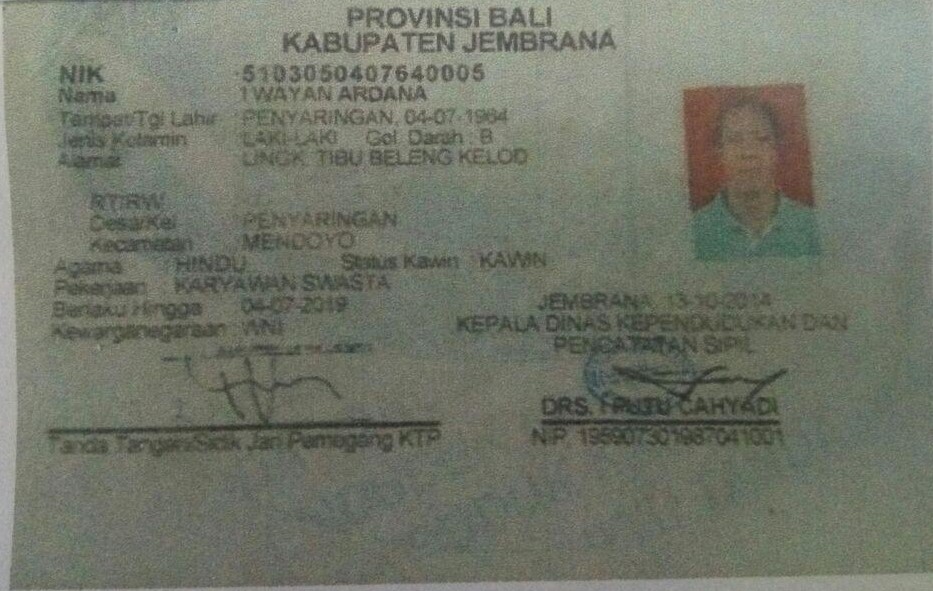 PROVINSI BALI
KABUPATEN JEMBRANA
NIK : 5103050407640005
Nama : I WAYAN ARDANA
Tempat/Tgl Lahir : PENYARINGAN, 04-07-1964
Jenis Kelamin : LAKI-LAKI Gol Darah : B
Alamat : LINGK. TIBU BELENG KELOD
RT/RW :
Desa/Kel : PENYARINGAN
Kecamatan : MENDOYO
Agama : HINDU Status Kawin : KAWIN
Pekerjaan : KARYAWAN SWASTA
Berlaku Hingga : 04-07-2019
Kewarganegaraan : WNI
JEMBRANA, 13-10-2014
KEPALA DINAS KEPENDUDUKAN DAN
PENCATATAN SIPIL
DRS. I PUTU CAHYADI
NIP. 195907301987041001
Tanda Tangan/Sidik Jari Pemegang KTP